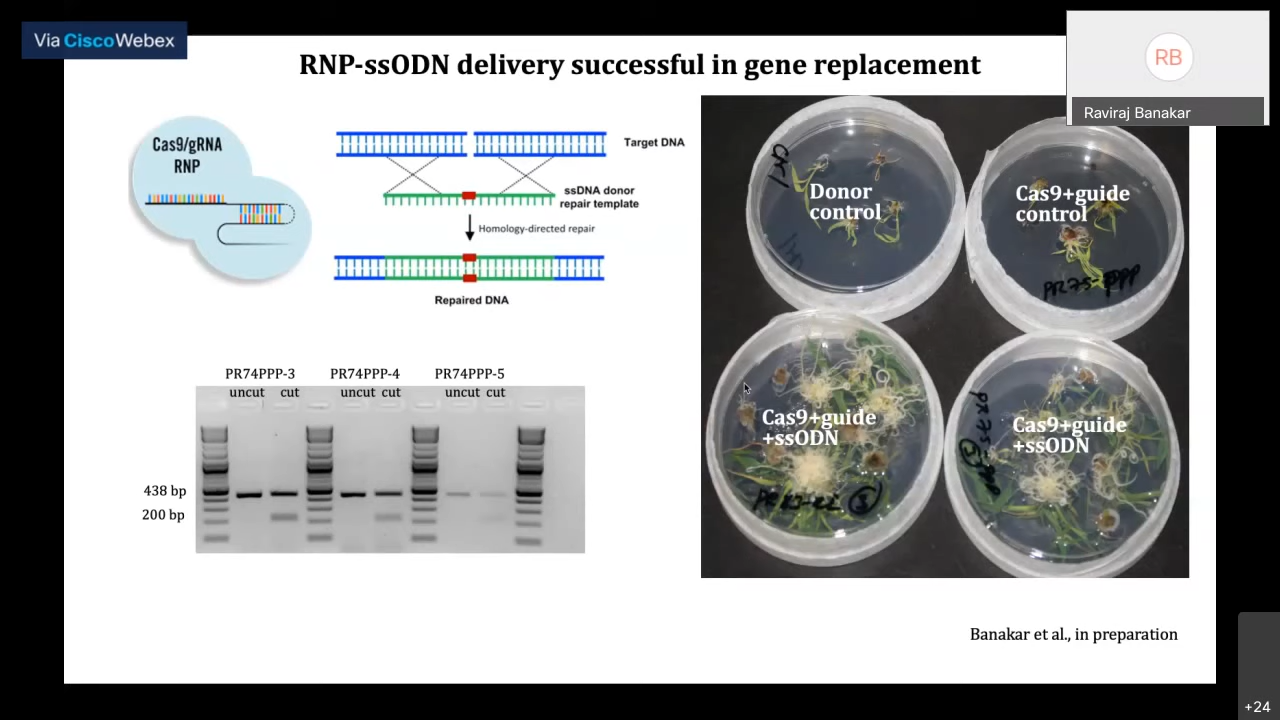 Via Cisco Webex
RNP-ssODN delivery successful in gene replacement
RB
Raviraj Banakar
Cas9/gRNA
RNP
Target DNA
ssDNA donor
repair template
Homology-directed repair
Repaired DNA
PR74PPP-3
PR74PPP-4
PR74PPP-5
uncut cut
uncut cut
uncut cut
438 bp
200 bp
Ctrl
Donor
control
Cas9+guide
control
Cas9+guide
+ssODN
Cas9+guide
+ssODN
Banakar et al., in preparation
+24